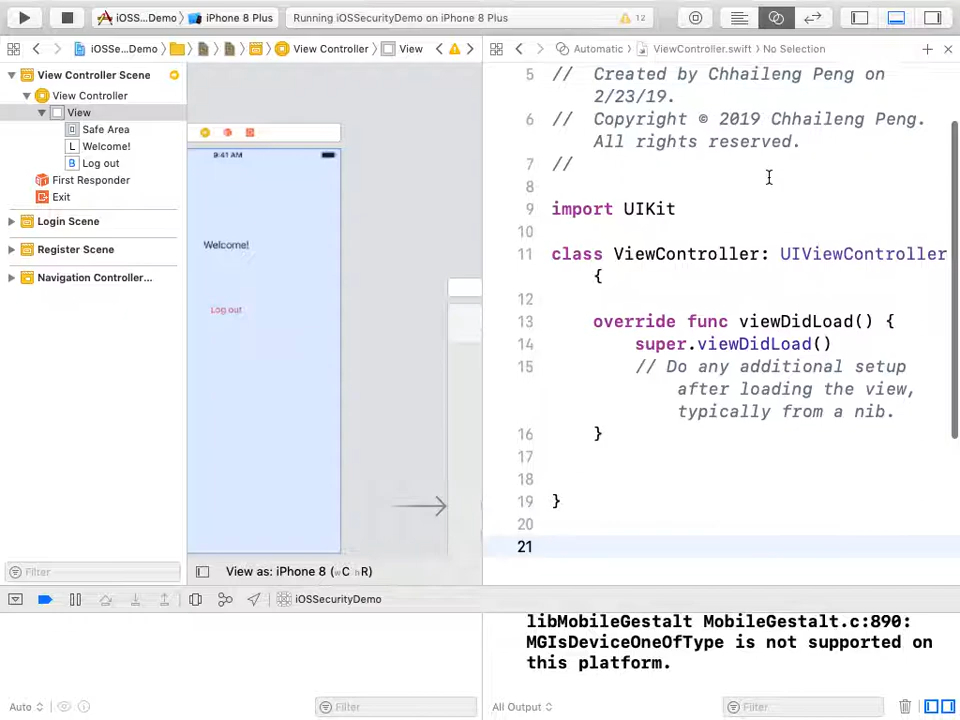 iOSS...Demo
iPhone 8 Plus
Running iOSSecurityDemo on iPhone 8 Plus
12
iOSSe...Demo
View Controller
View
Automatic
ViewController.swift
No Selection
View Controller Scene
View Controller
View
Safe Area
L Welcome!
B Log out
First Responder
Exit
Login Scene
Register Scene
Navigation Controller...
9:41 AM
Welcome!
Log out
5 // Created by Chhaileng Peng on
2/23/19.
6 // Copyright © 2019 Chhaileng Peng.
All rights reserved.
7 //
8
9 import UIKit
10
11 class ViewController: UIViewController
{
12
13 override func viewDidLoad() {
14 super.viewDidLoad()
15 // Do any additional setup
after loading the view,
typically from a nib.
16 }
17
18
19 }
20
21
Filter
View as: iPhone 8 (wC hR)
iOSSecurityDemo
libMobileGestalt MobileGestalt.c:890:
MGIsDeviceOneOfType is not supported on
this platform.
Auto
Filter
All Output
Filter